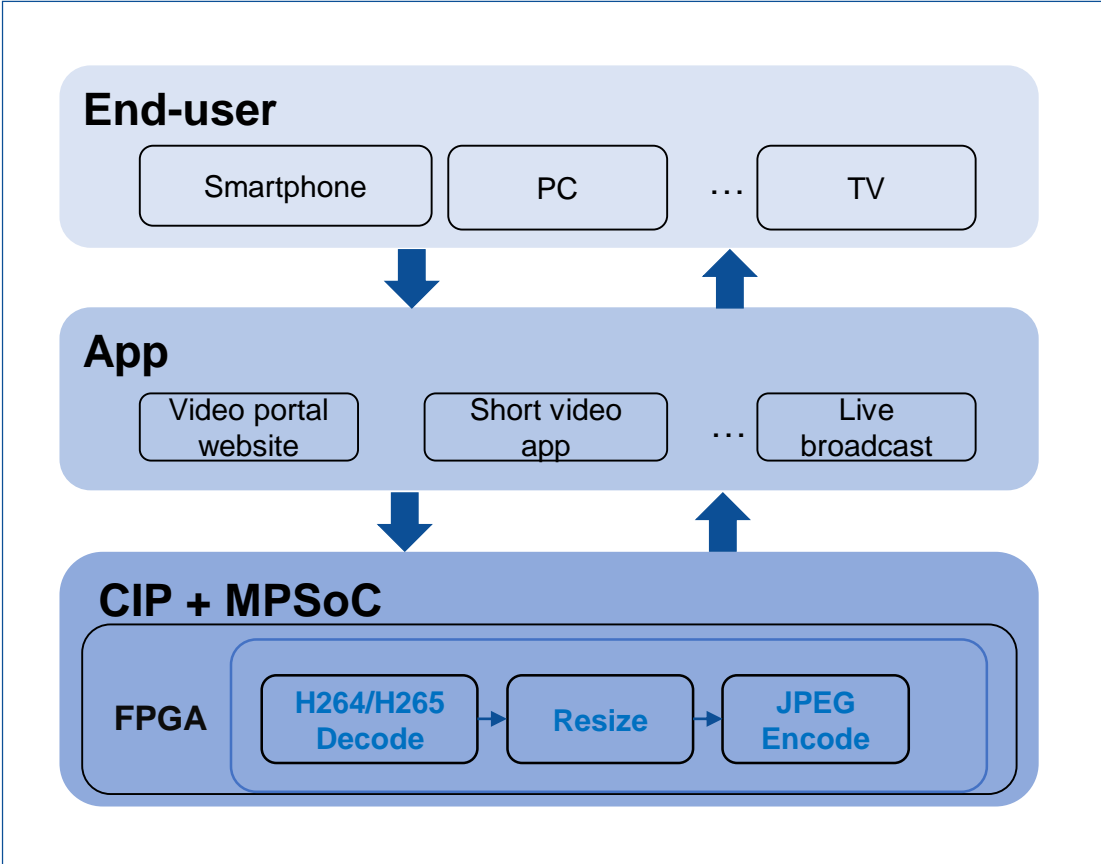 End-user
Smartphone
PC
...
TV
App
Video portal
website
Short video
app
...
Live
broadcast
CIP + MPSoC
FPGA
H264/H265
Decode
Resize
JPEG
Encode